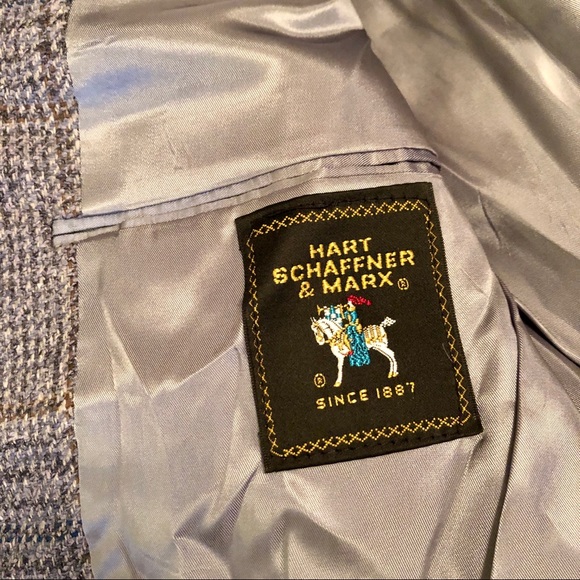 HART
SCHAFFNER
& MARX ®
®
SINCE 1887